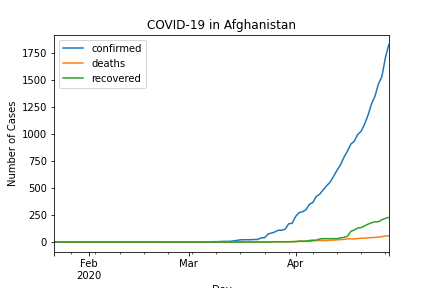 COVID-19 in Afghanistan
confirmed
deaths
recovered
Number of Cases
1750
1500
1250
1000
750
500
250
0
Feb
2020
Mar
Apr